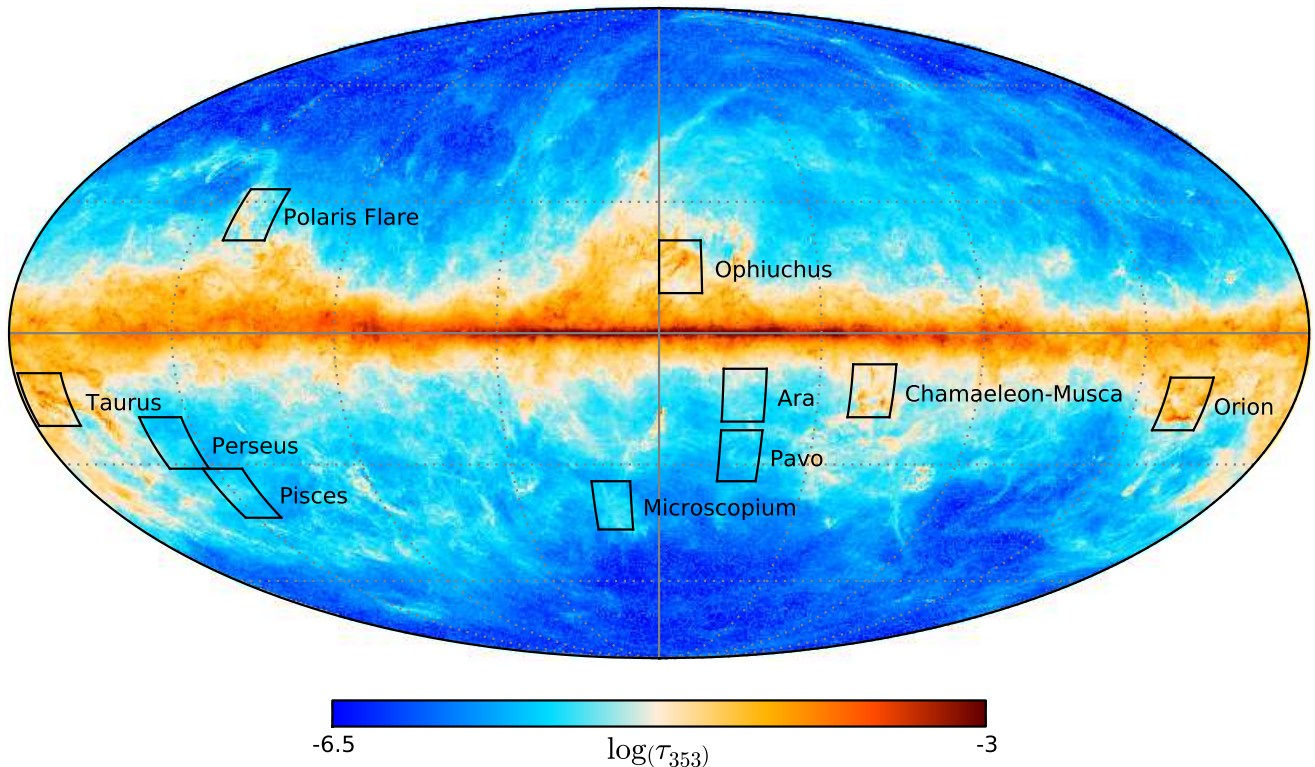 Polaris Flare
Ophiuchus
Taurus
Ara
Chamaeleon-Musca
Orion
Perseus
Pavo
Pisces
Microscopium
-6.5
log(τ353)
-3